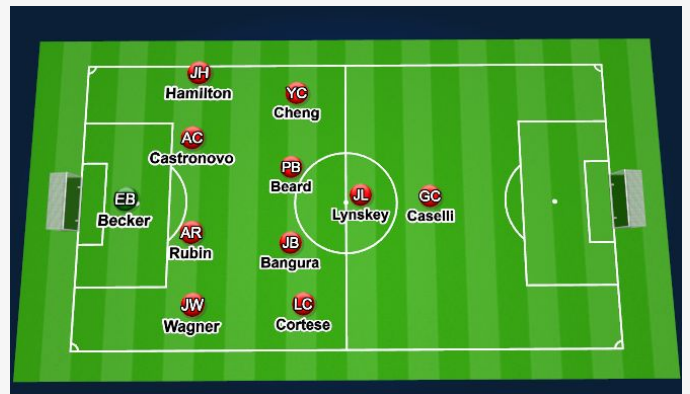 JH
Hamilton
YC
Cheng
AC
Castronovo
PB
Beard
EB
Becker
JL
Lynskey
GC
Caselli
AR
Rubin
JB
Bangura
JW
Wagner
LC
Cortese